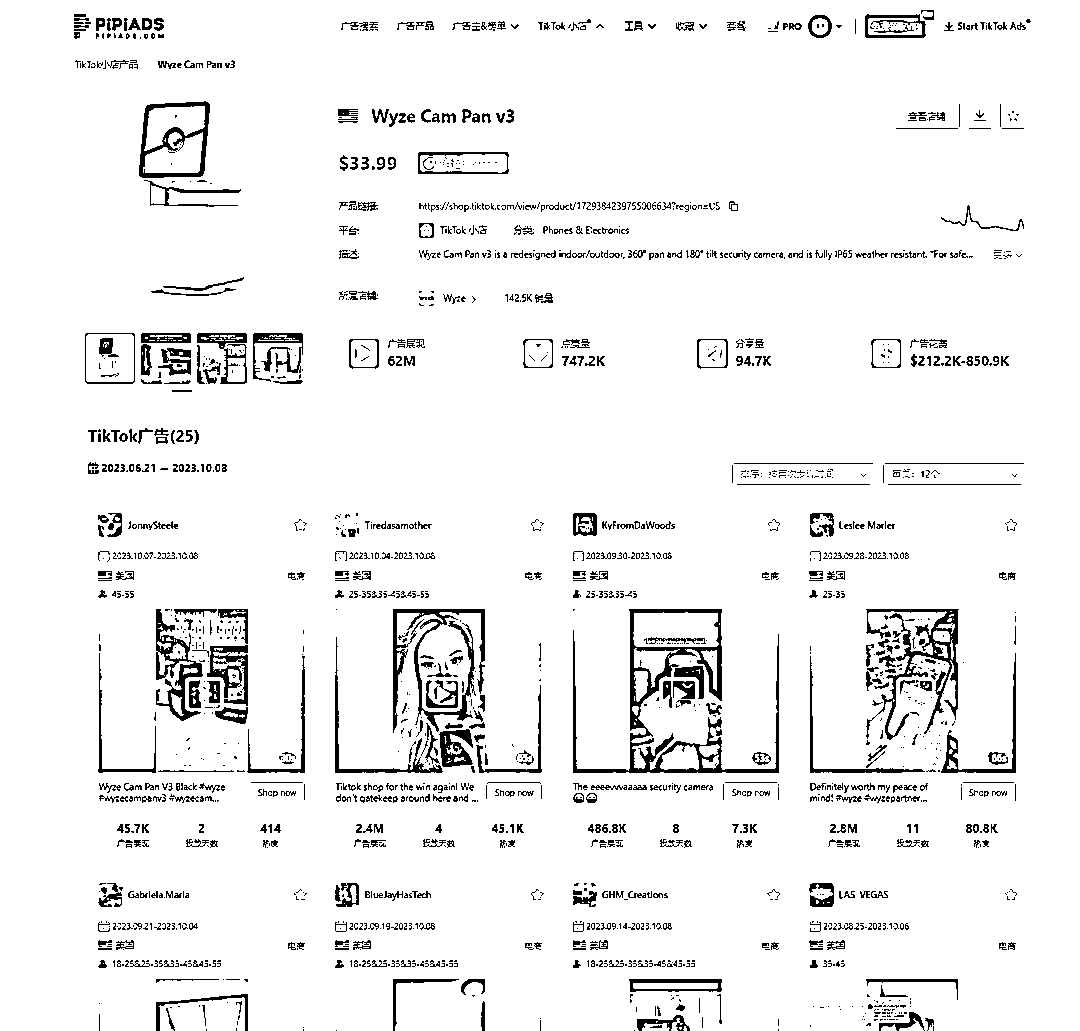 PiPiADS
PIPIADS.COM
广告搜索 广告产品 广告主&榜单 TikTok 小店 工具 收藏 套餐 PRO Start TikTok Ads
TikTok小店产品 Wyze Cam Pan v3
Wyze Cam Pan v3
查看店铺
$33.99
产品链接: https://shop.tiktok.com/view/product/1729384239755006634?region=US
平台: TikTok 小店 分类: Phones & Electronics
描述: Wyze Cam Pan v3 is a redesigned indoor/outdoor, 360° pan and 180° tilt security camera, and is fully IP65 weather resistant. *For safe... 更多
所属店铺: Wyze > 142.5K 销量
广告展现 点赞量 分享量 广告花费
62M 747.2K 94.7K $212.2K-850.9K
TikTok广告(25)
2023.06.21 — 2023.10.08
排序: 按首次发现时间 每页: 12个
JonnySteele Tiredasamother KyFromDaWoods Leslee Marier
2023.10.07-2023.10.08 2023.10.04-2023.10.08 2023.09.30-2023.10.08 2023.09.28-2023.10.08
美国 电商 美国 电商 美国 电商 美国 电商
45-55 25-35&35-45&45-55 25-35&35-45 25-35
Wyze Cam Pan V3 Black #wyze Tiktok shop for the win again! We The eeeevvvaaaaa security camera Definitely worth my peace of
#wyzecampanv3 #wyzecam... Shop now don't gatekeep around here and ... Shop now 😀😀 Shop now mind! #wyze #wyzepartner... Shop now
45.7K 2 414 2.4M 4 45.1K 486.8K 8 7.3K 2.8M 11 80.8K
广告展现 投放天数 热度 广告展现 投放天数 热度 广告展现 投放天数 热度 广告展现 投放天数 热度
Gabriela.Maria BlueJayHasTech GHM_Creations LAS VEGAS
2023.09.21-2023.10.04 2023.09.19-2023.10.08 2023.09.14-2023.10.08 2023.08.25-2023.10.06
美国 电商 美国 电商 美国 电商 美国 电商
18-25&25-35&35-45&45-55 18-25&25-35&35-45&45-55 18-25&25-35&35-45&45-55 35-45